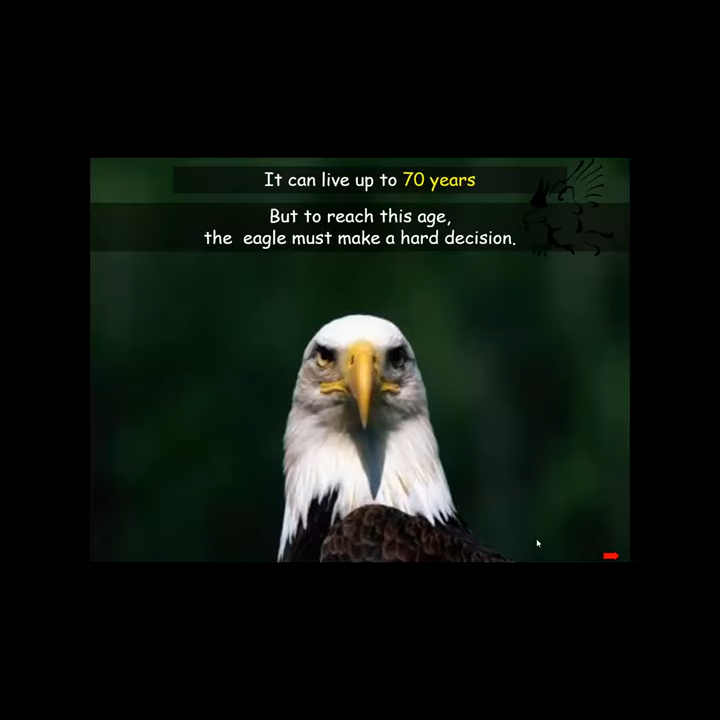 It can live up to 70 years
But to reach this age,
the  eagle must make a hard decision.